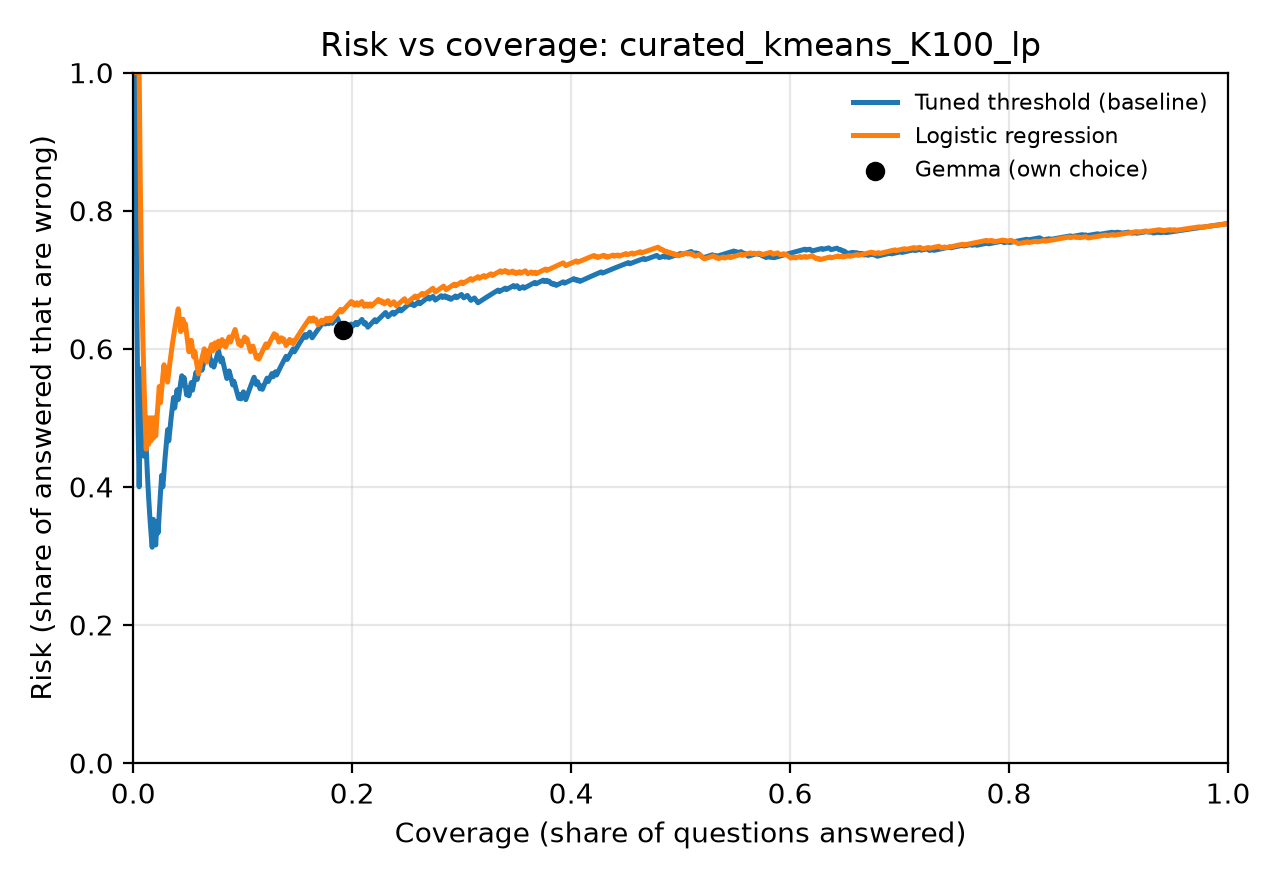 Risk vs coverage: curated_kmeans_K100_lp
Risk (share of answered that are wrong)
1.0
0.8
0.6
0.4
0.2
0.0
Tuned threshold (baseline)
Logistic regression
Gemma (own choice)
0.0 0.2 0.4 0.6 0.8 1.0
Coverage (share of questions answered)